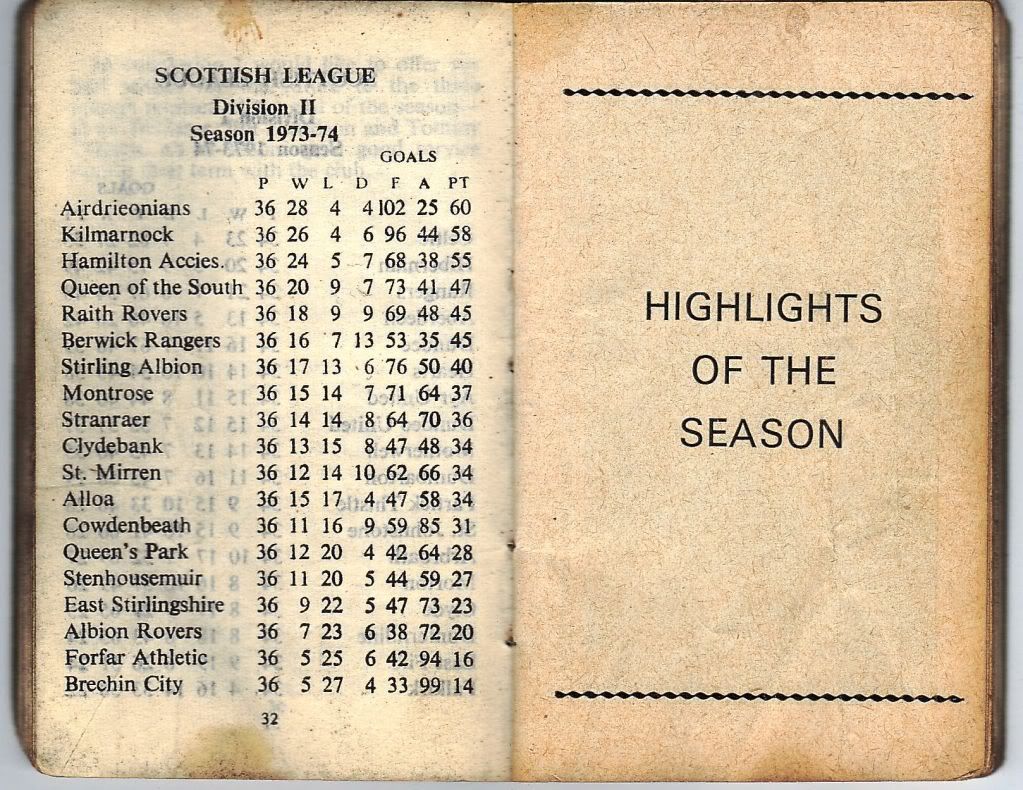 SCOTTISH LEAGUE
Division II
Season 1973-74
GOALS
P W L D F A PT
Airdrieonians 36 28 4 4 102 25 60
Kilmarnock 36 26 4 6 96 44 58
Hamilton Accies. 36 24 5 7 68 38 55
Queen of the South 36 20 9 7 73 41 47
Raith Rovers 36 18 9 9 69 48 45
Berwick Rangers 36 16 7 13 53 35 45
Stirling Albion 36 17 13 6 76 50 40
Montrose 36 15 14 7 71 64 37
Stranraer 36 14 14 8 64 70 36
Clydebank 36 13 15 8 47 48 34
St. Mirren 36 12 14 10 62 66 34
Alloa 36 15 17 4 47 58 34
Cowdenbeath 36 11 16 9 59 85 31
Queen's Park 36 12 20 4 42 64 28
Stenhousemuir 36 11 20 5 44 59 27
East Stirlingshire 36 9 22 5 47 73 23
Albion Rovers 36 7 23 6 38 72 20
Forfar Athletic 36 5 25 6 42 94 16
Brechin City 36 5 27 4 33 99 14
32
HIGHLIGHTS
OF THE
SEASON